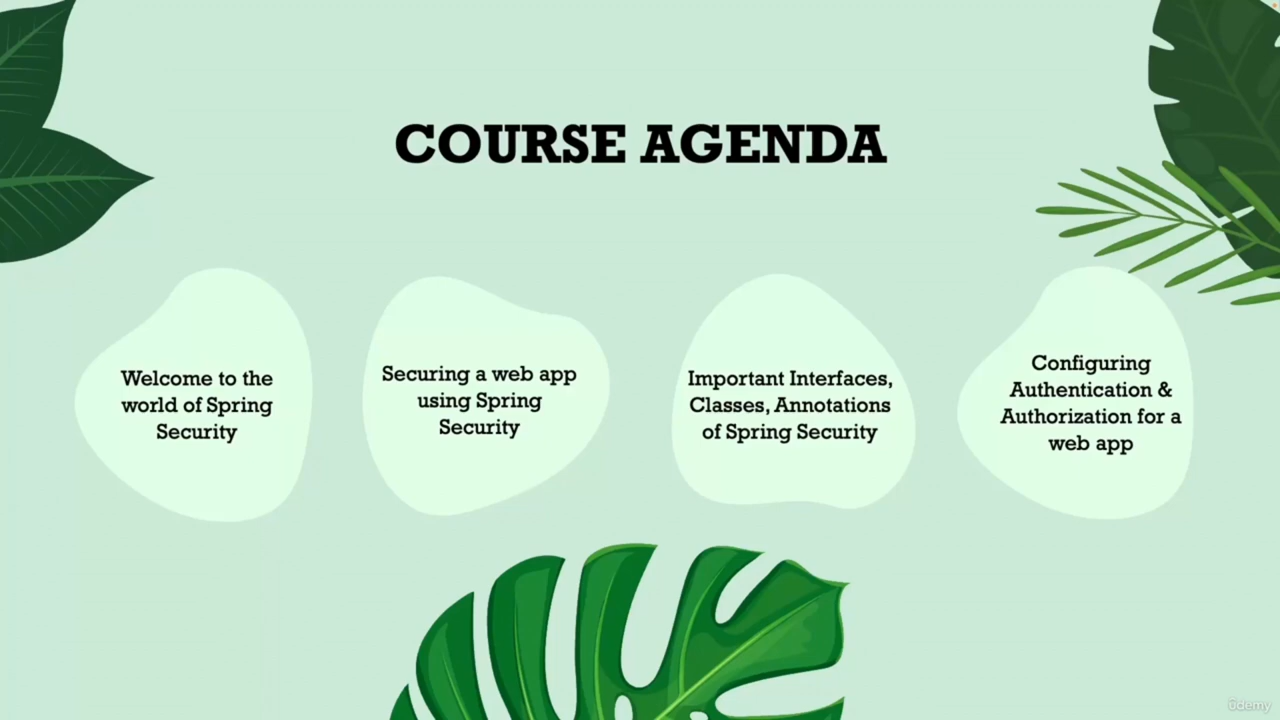 COURSE AGENDA
Welcome to the
world of Spring
Security
Securing a web app
using Spring
Security
Important Interfaces,
Classes, Annotations
of Spring Security
Configuring
Authentication &
Authorization for a
web app
ûdemy